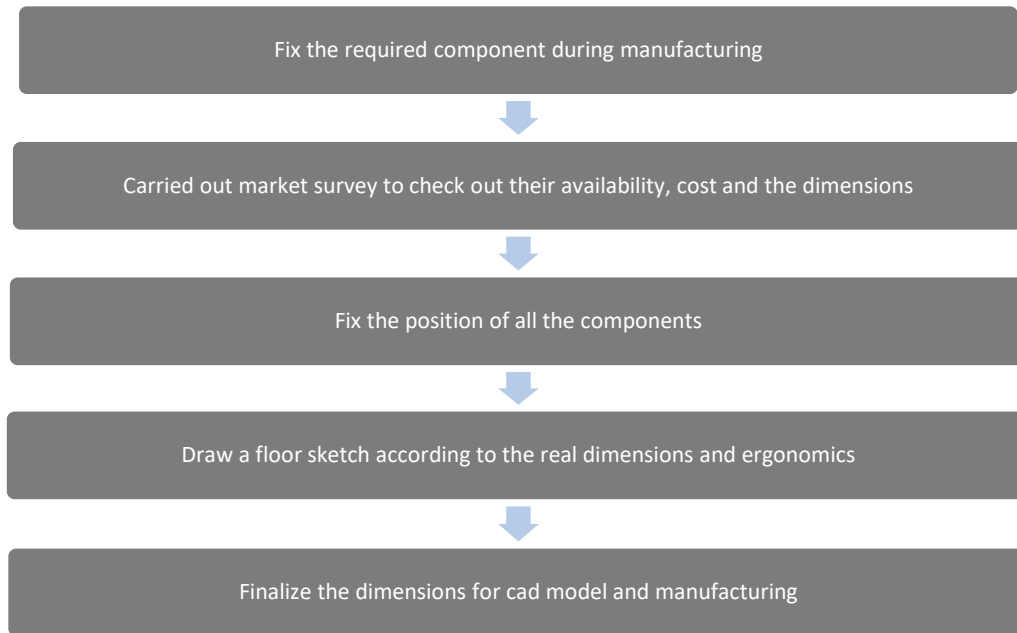 Fix the required component during manufacturing
Carried out market survey to check out their availability, cost and the dimensions
Fix the position of all the components
Draw a floor sketch according to the real dimensions and ergonomics
Finalize the dimensions for cad model and manufacturing